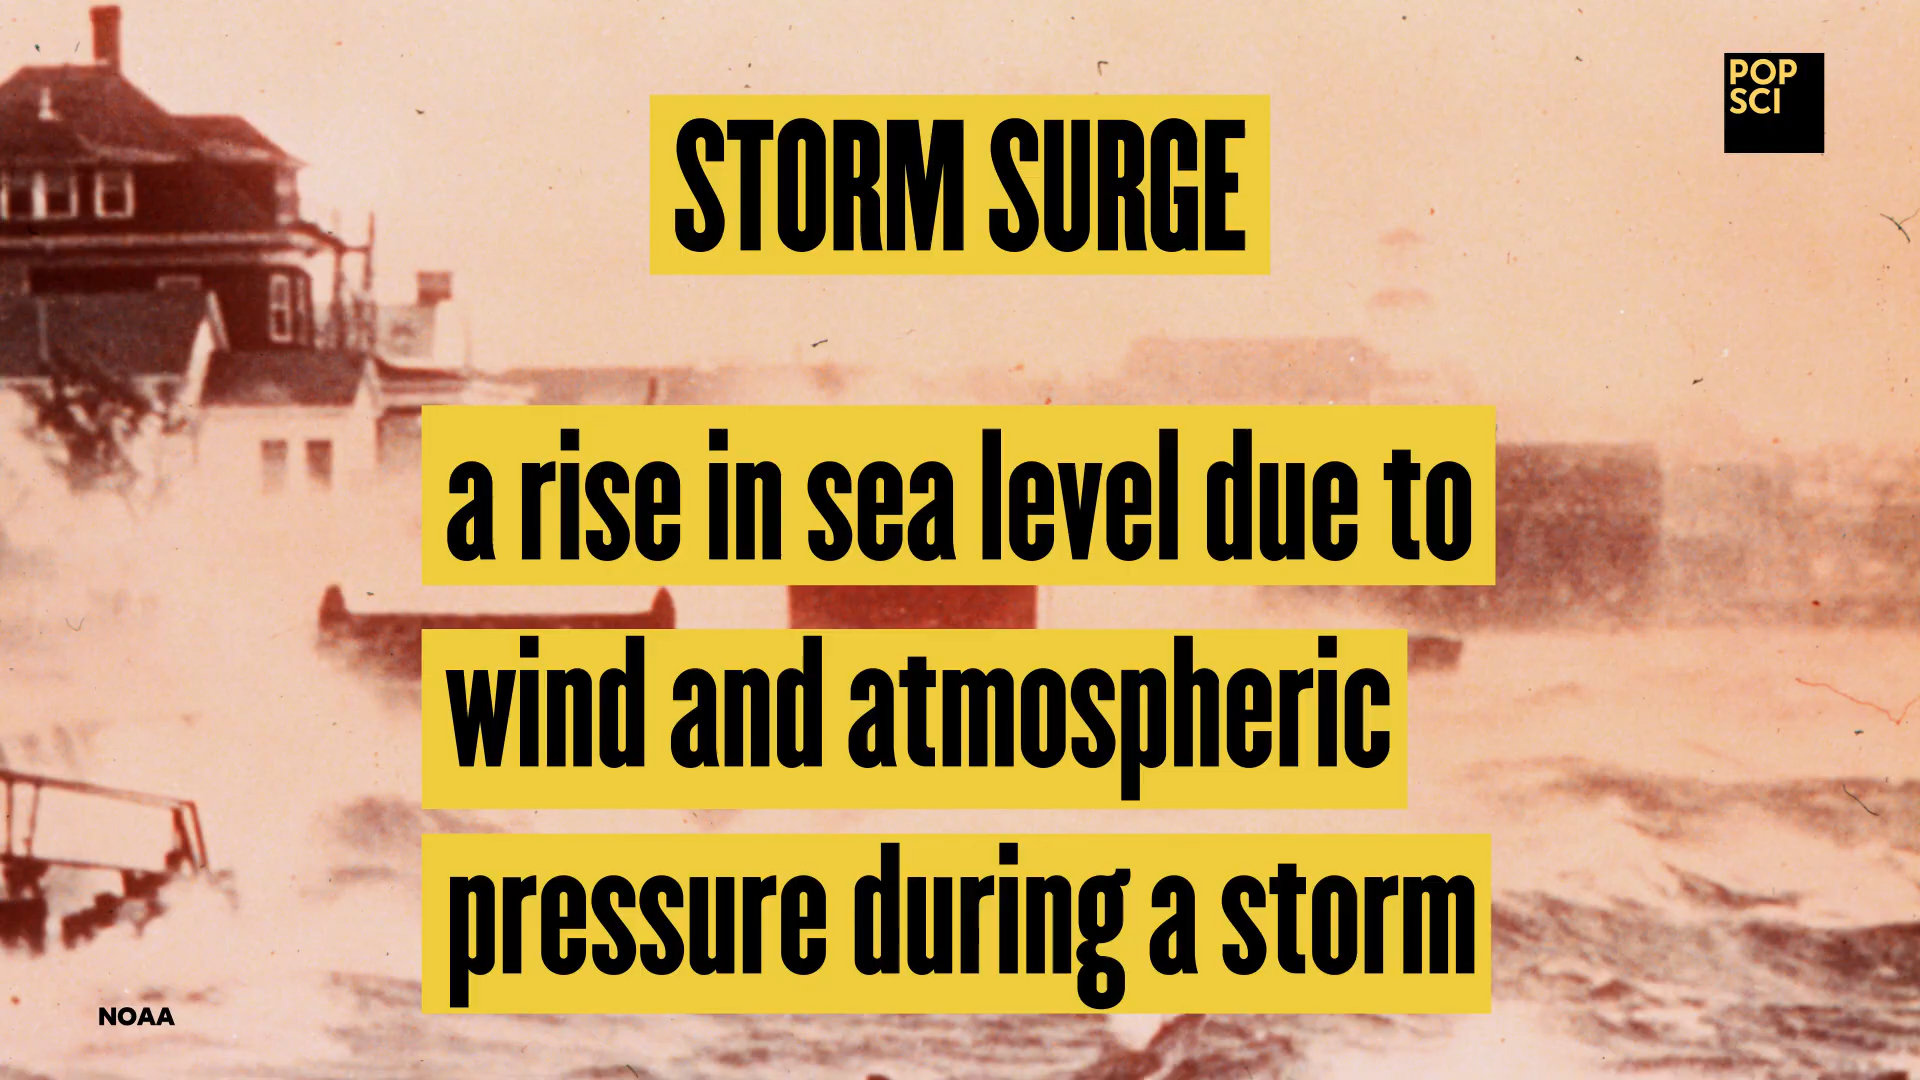 POP
SCI
STORM SURGE
a rise in sea level due to
wind and atmospheric
pressure during a storm
NOAA